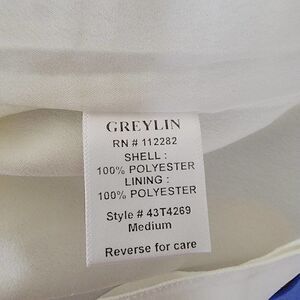 GREYLIN
RN # 112282
SHELL :
100% POLYESTER
LINING :
100% POLYESTER
Style # 43T4269
Medium
Reverse for care